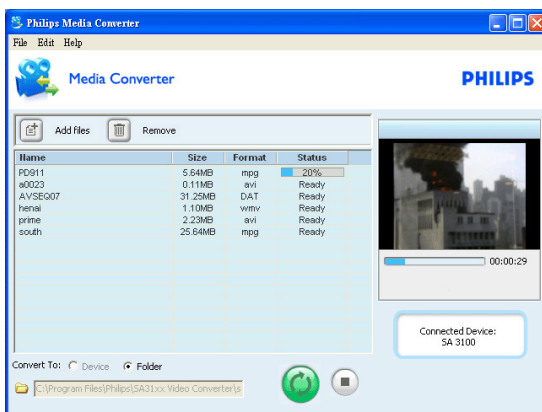 Philips Media Converter
File Edit Help
Media Converter
PHILIPS
Add files Remove
Name Size Format Status
PD911 5.64MB mpg 20%
a0023 0.11MB avi Ready
AVSEQ07 31.25MB DAT Ready
henai 1.10MB wmv Ready
prime 2.23MB avi Ready
south 25.64MB mpg Ready
00:00:29
Connected Device:
SA 3100
Convert To: Device Folder
C:\Program Files\Philips\SA31xx Video Converter\s